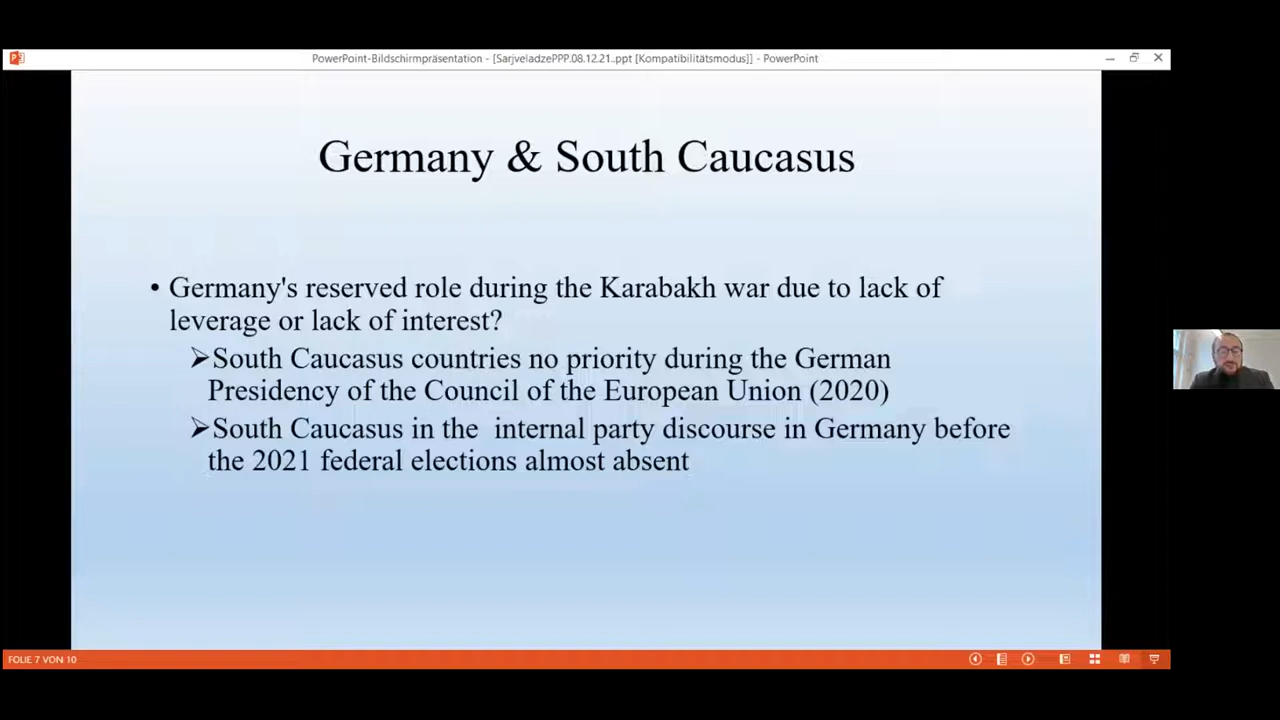 PowerPoint-Bildschirmpräsentation - [SarjveladzePPP.08.12.21..ppt [Kompatibilitätsmodus]] - PowerPoint
Germany & South Caucasus
• Germany's reserved role during the Karabakh war due to lack of
leverage or lack of interest?
➢South Caucasus countries no priority during the German
Presidency of the Council of the European Union (2020)
➢South Caucasus in the  internal party discourse in Germany before
the 2021 federal elections almost absent
FOLIE 7 VON 10